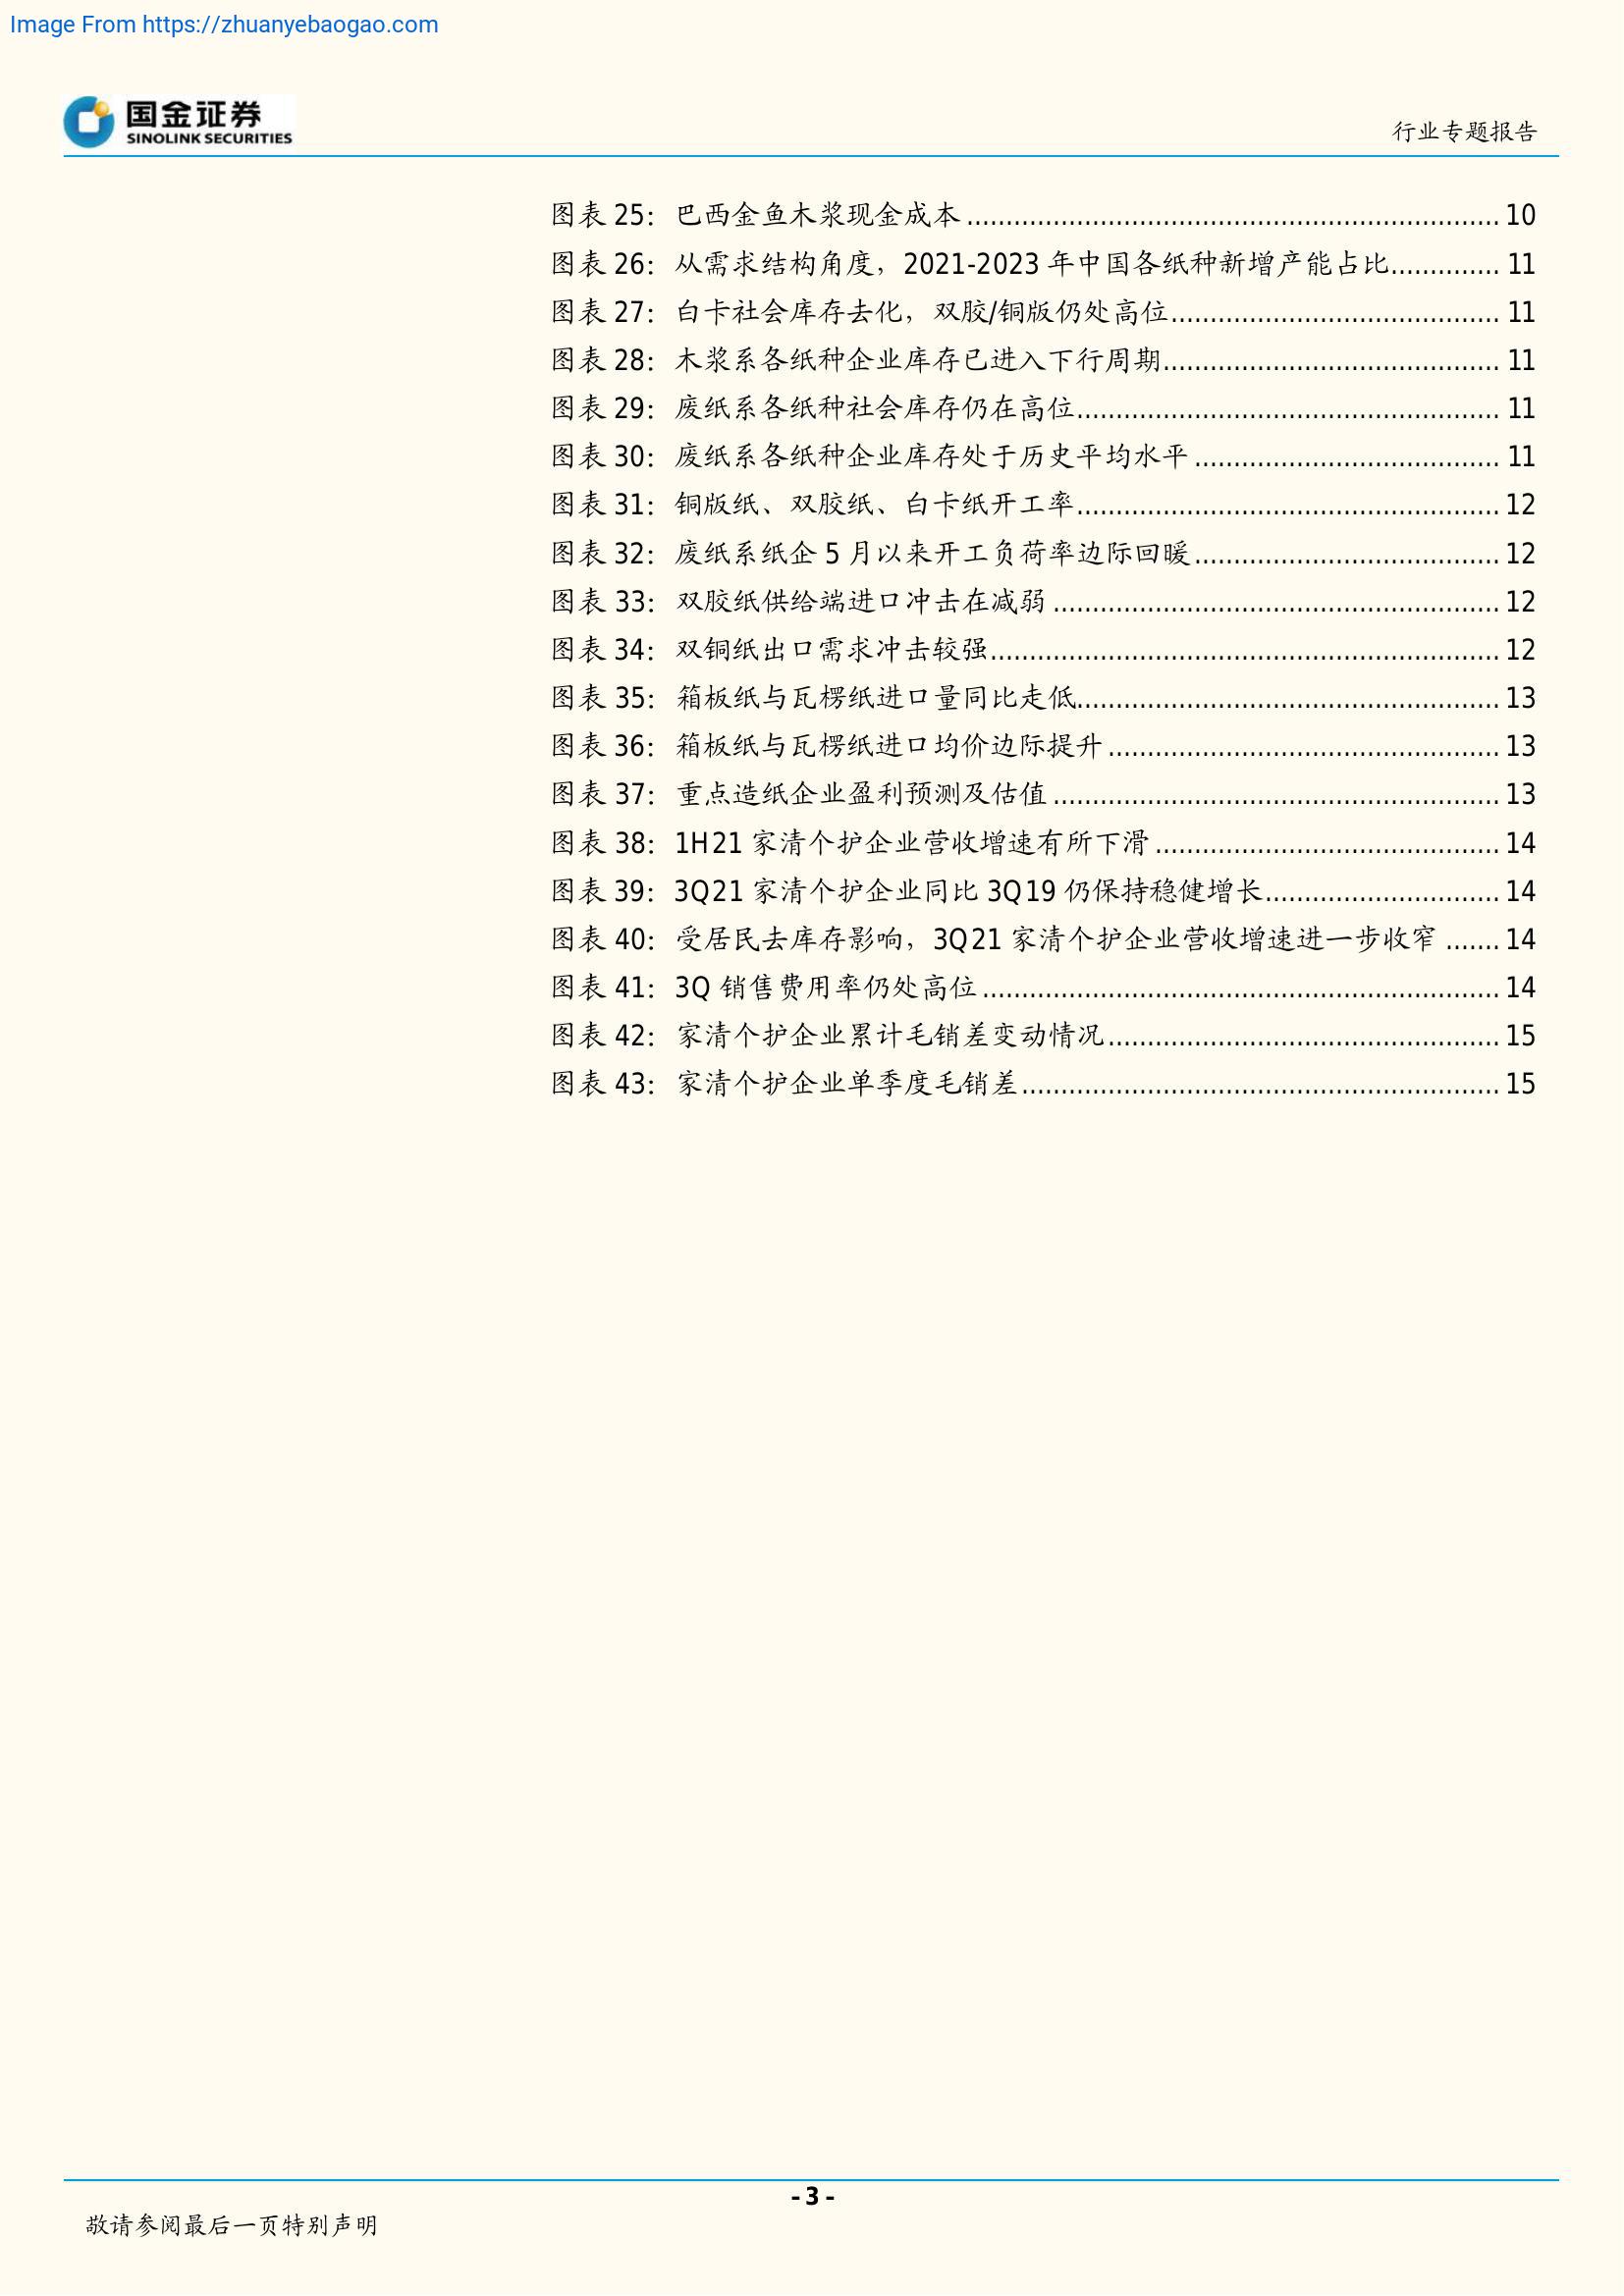 Image From https://zhuanyebaogao.com
国金证券
SINOLINK SECURITIES
行业专题报告
图表 25： 巴西金鱼木浆现金成本 .................................................................... 10
图表 26： 从需求结构角度，2021-2023 年中国各纸种新增产能占比.............. 11
图表 27： 白卡社会库存去化，双胶/铜版仍处高位.......................................... 11
图表 28： 木浆系各纸种企业库存已进入下行周期........................................... 11
图表 29： 废纸系各纸种社会库存仍在高位...................................................... 11
图表 30： 废纸系各纸种企业库存处于历史平均水平 ....................................... 11
图表 31： 铜版纸、双胶纸、白卡纸开工率...................................................... 12
图表 32： 废纸系纸企 5 月以来开工负荷率边际回暖....................................... 12
图表 33： 双胶纸供给端进口冲击在减弱 ......................................................... 12
图表 34： 双铜纸出口需求冲击较强................................................................. 12
图表 35： 箱板纸与瓦楞纸进口量同比走低...................................................... 13
图表 36： 箱板纸与瓦楞纸进口均价边际提升 .................................................. 13
图表 37： 重点造纸企业盈利预测及估值 ......................................................... 13
图表 38： 1H21 家清个护企业营收增速有所下滑 ............................................ 14
图表 39： 3Q21 家清个护企业同比 3Q19 仍保持稳健增长.............................. 14
图表 40： 受居民去库存影响，3Q21 家清个护企业营收增速进一步收窄 ....... 14
图表 41： 3Q 销售费用率仍处高位 .................................................................. 14
图表 42： 家清个护企业累计毛销差变动情况.................................................. 15
图表 43： 家清个护企业单季度毛销差............................................................. 15
- 3 -
敬请参阅最后一页特别声明